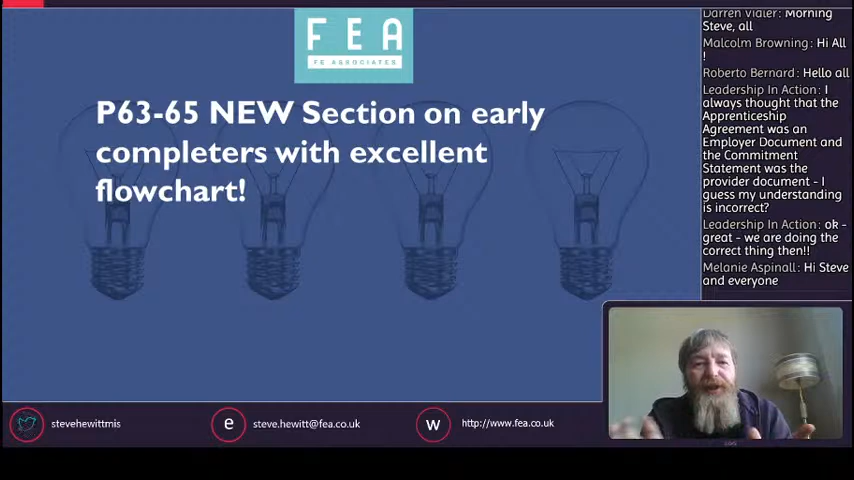 FEA
FE ASSOCIATES
P63-65 NEW Section on early
completers with excellent
flowchart!
Darren Vidler: Morning
Steve, all
Malcolm Browning: Hi All
!
Roberto Bernard: Hello all
Leadership In Action: I
always thought that the
Apprenticeship
Agreement was an
Employer Document and
the Commitment
Statement was the
provider document - I
guess my understanding
is incorrect?
Leadership In Action: ok -
great - we are doing the
correct thing then!!
Melanie Aspinall: Hi Steve
and everyone
stevehewittmis
e
steve.hewitt@fea.co.uk
w
http://www.fea.co.uk